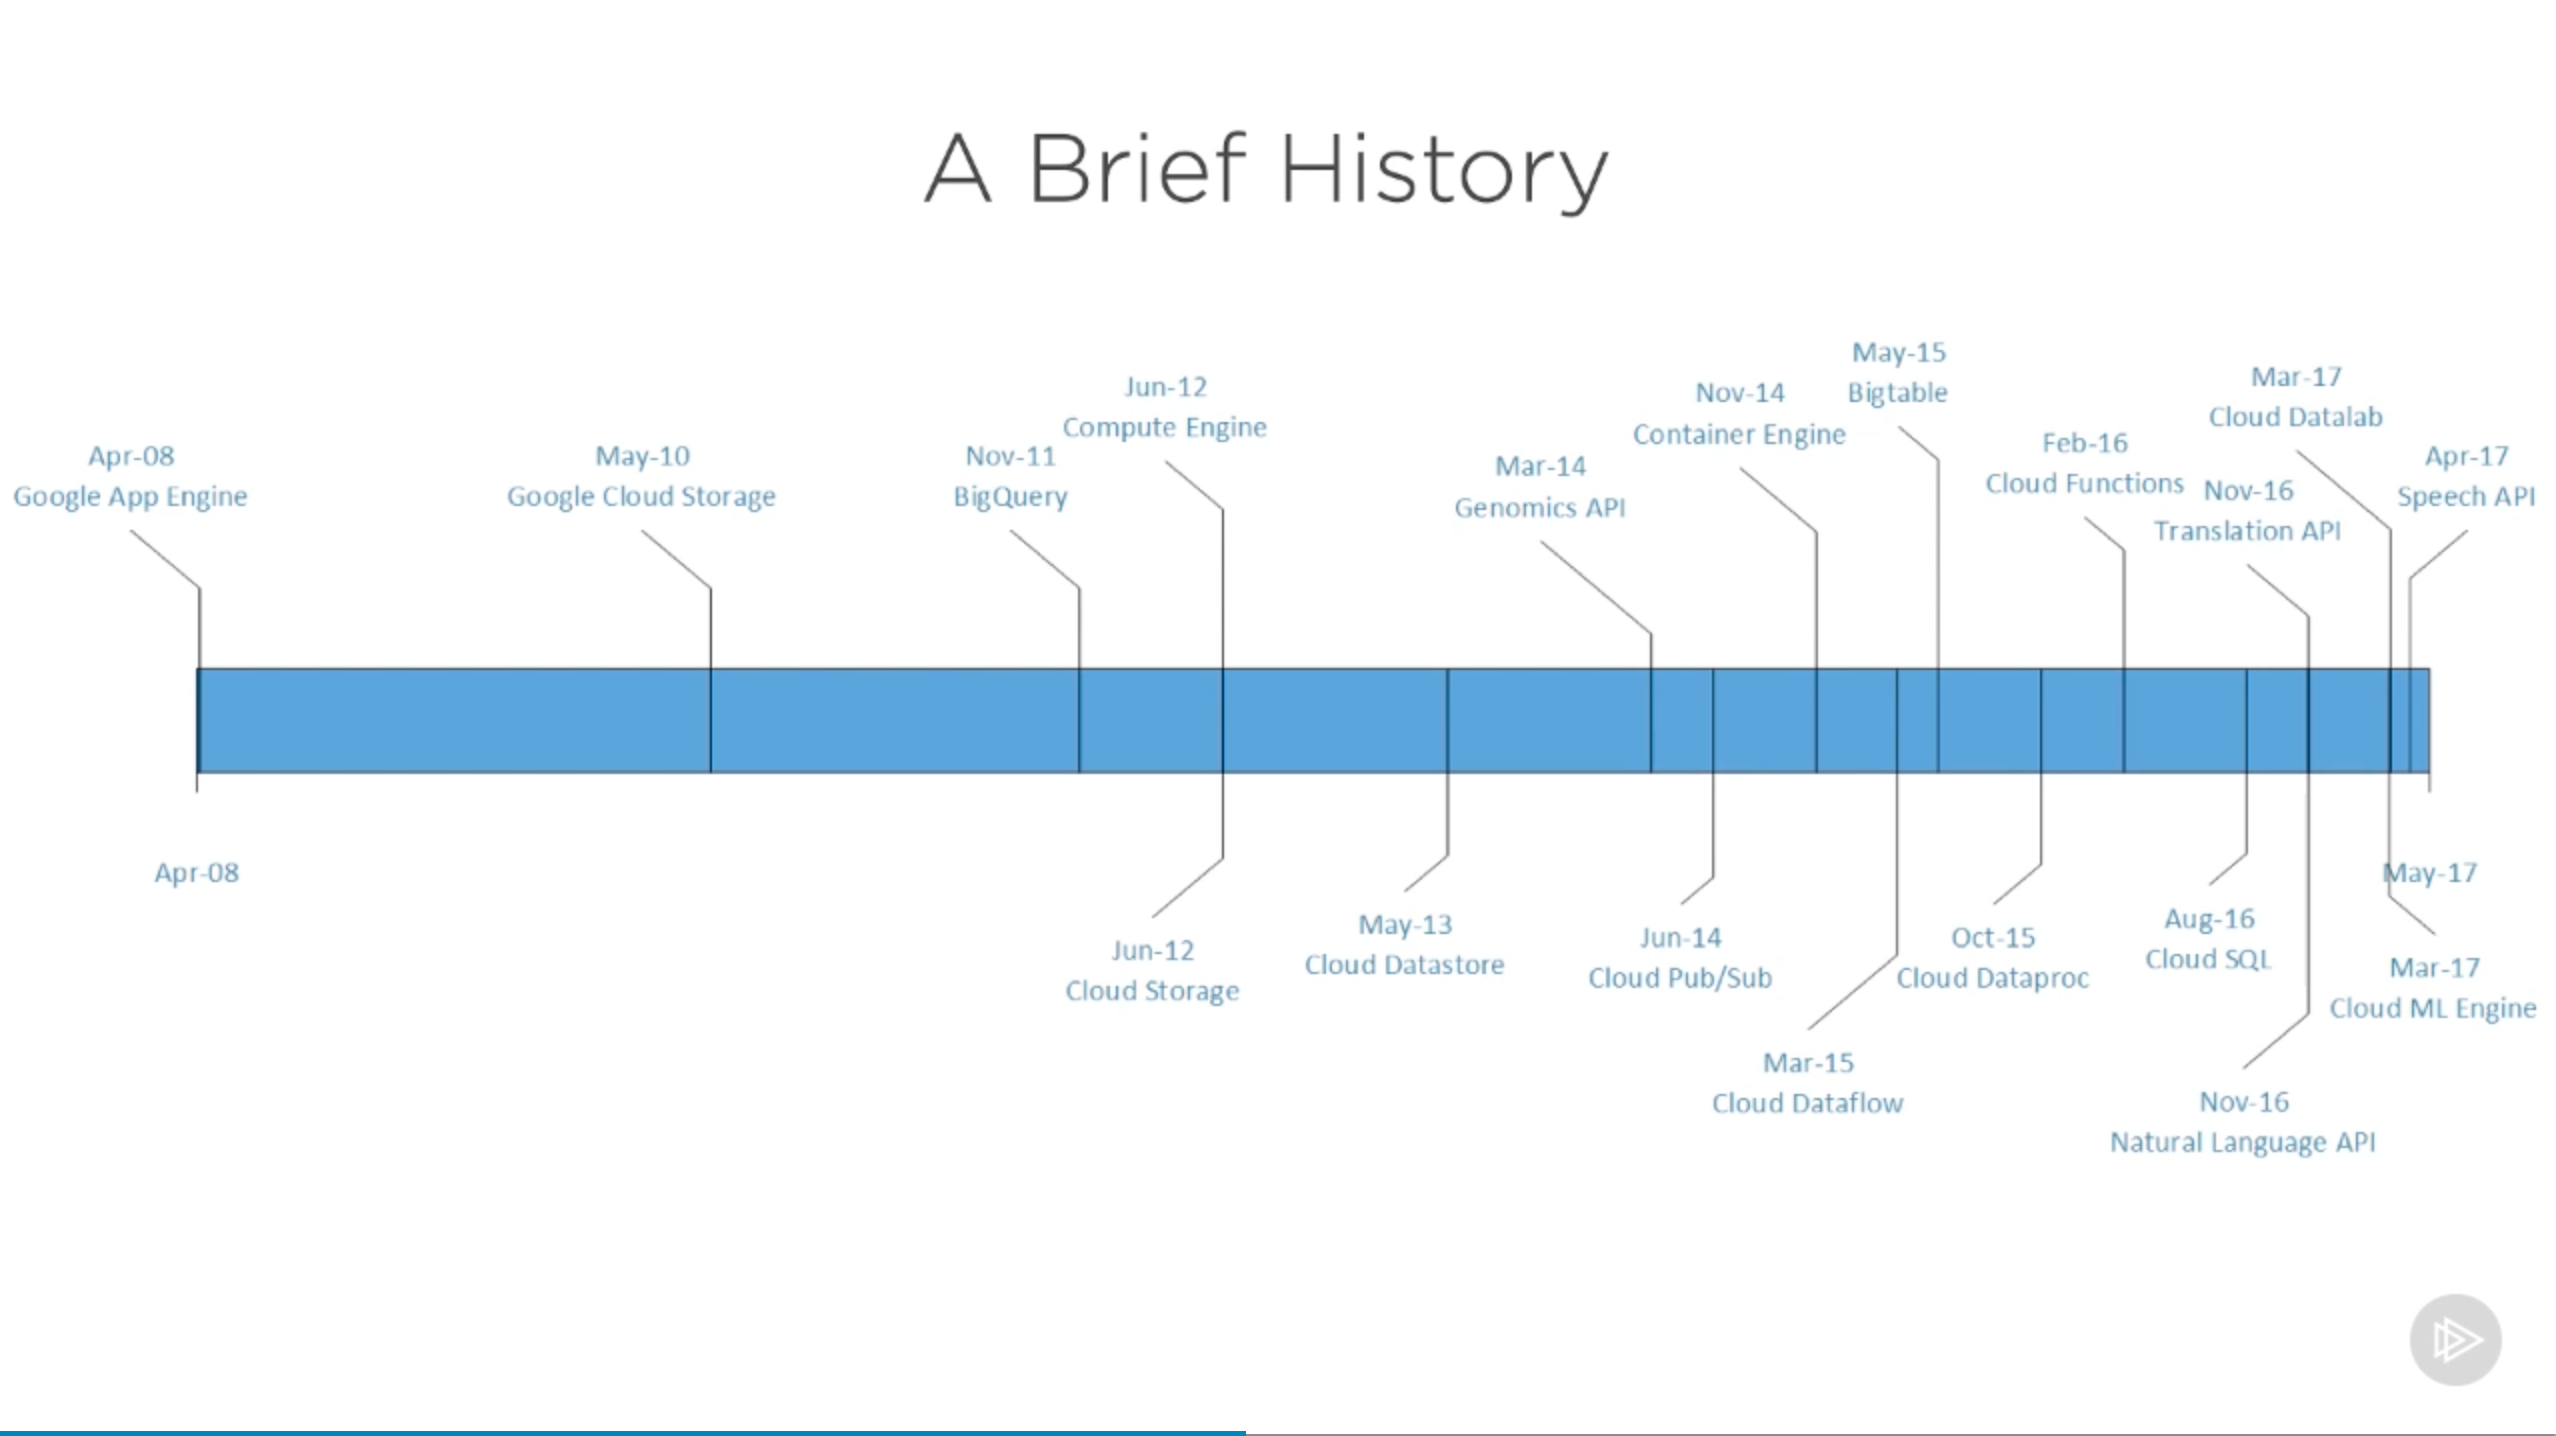 A Brief History
Apr-08
Google App Engine
May-10
Google Cloud Storage
Nov-11
BigQuery
Jun-12
Compute Engine
Mar-14
Genomics API
Nov-14
Container Engine
May-15
Bigtable
Feb-16
Cloud Functions
Nov-16
Translation API
Mar-17
Cloud Datalab
Apr-17
Speech API
Apr-08
May-17
Jun-12
Cloud Storage
May-13
Cloud Datastore
Jun-14
Cloud Pub/Sub
Mar-15
Cloud Dataflow
Oct-15
Cloud Dataproc
Aug-16
Cloud SQL
Nov-16
Natural Language API
Mar-17
Cloud ML Engine